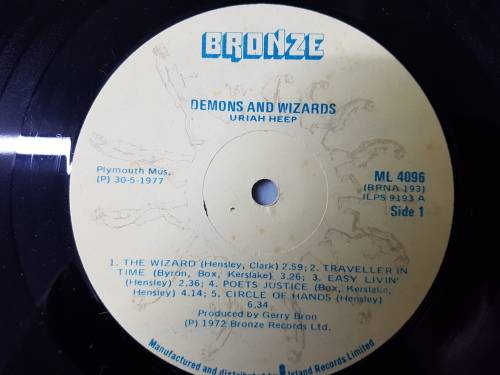 BRONZE
DEMONS AND WIZARDS
URIAH HEEP
Plymouth Mus.
(P) 30-5-1977
ML 4096
(BRNA 193)
ILPS 9193 A
Side 1
1. THE WIZARD (Hensley, Clark) 2.59; 2. TRAVELLER IN
TIME (Byron, Box, Kerslake) 3.26; 3. EASY LIVIN'
(Hensley) 2.36; 4. POETS JUSTICE (Box, Kerslake,
Hensley) 4.14; 5. CIRCLE OF HANDS (Hensley)
6.34
Produced by Gerry Bron
(P) 1972 Bronze Records Ltd.
Manufactured and distributed by Island Records Limited